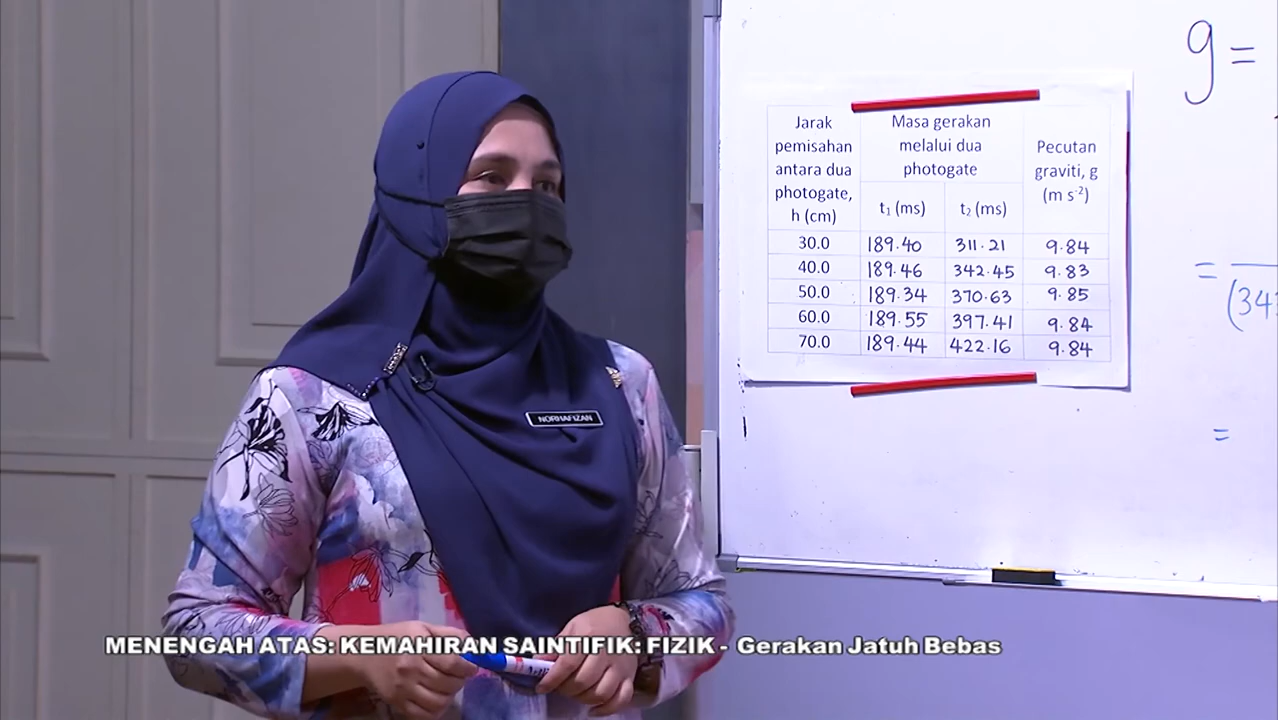 g =
Jarak
pemisahan
antara dua
photogate,
h (cm)
Masa gerakan
melalui dua
photogate
t₁ (ms) t₂ (ms)
Pecutan
graviti, g
(m s⁻²)
30.0 189.40 311.21 9.84
40.0 189.46 342.45 9.83
50.0 189.34 370.63 9.85
60.0 189.55 397.41 9.84
70.0 189.44 422.16 9.84
=
(34
=
NORHAFIZAN
MENENGAH ATAS: KEMAHIRAN SAINTIFIK: FIZIK - Gerakan Jatuh Bebas